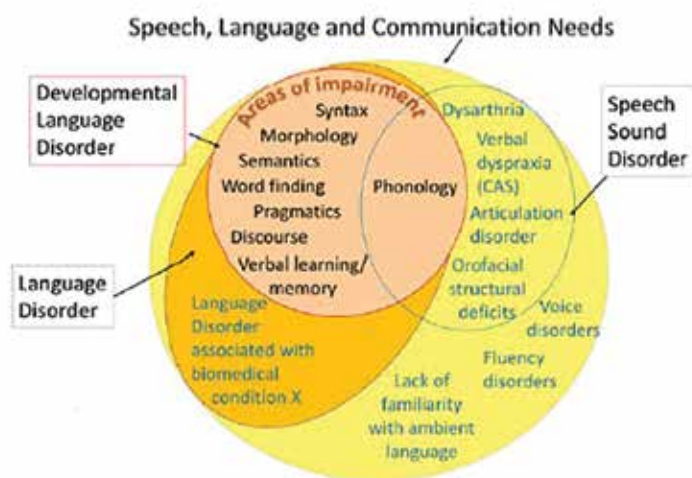 Speech, Language and Communication Needs
Developmental
Language
Disorder
Areas of impairment
Syntax
Morphology
Semantics
Word finding
Pragmatics
Discourse
Verbal learning/
memory
Phonology
Dysarthria
Verbal
dyspraxia
(CAS)
Articulation
disorder
Orofacial
structural
deficits
Speech
Sound
Disorder
Language
Disorder
Language
Disorder
associated with
biomedical
condition X
Voice
disorders
Fluency
disorders
Lack of
familiarity
with ambient
language